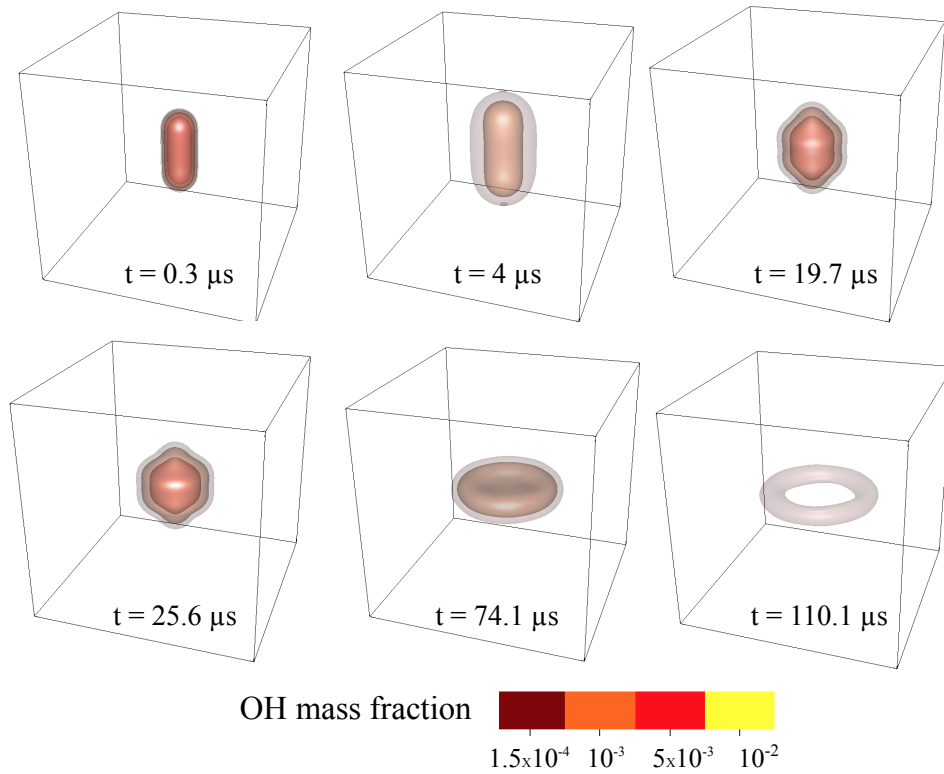 t = 0.3 µs
t = 4 µs
t = 19.7 µs
t = 25.6 µs
t = 74.1 µs
t = 110.1 µs
OH mass fraction
1.5x10⁻⁴ 10⁻³ 5x10⁻³ 10⁻²